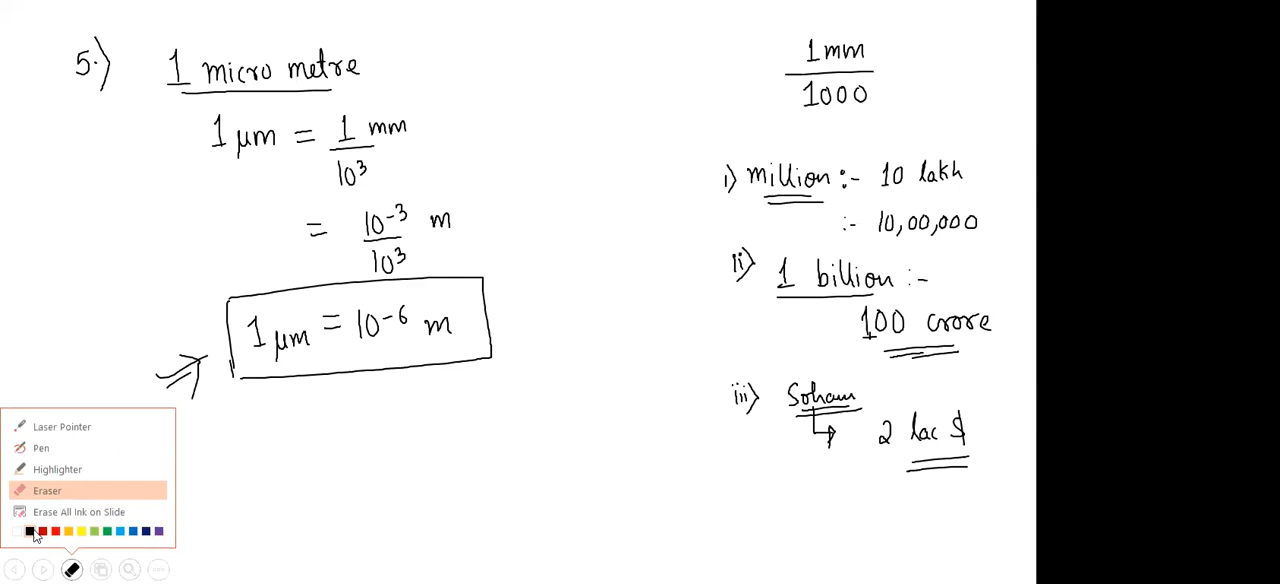 5.) 1 micro metre
1 μm = 1 mm / 10³
= 10⁻³ / 10³ m
1 μm = 10⁻⁶ m
1 mm / 1000
i) million :- 10 lakh
:- 10,00,000
ii) 1 billion :-
100 crore
iii) Soham
2 lac $
Laser Pointer
Pen
Highlighter
Eraser
Erase All Ink on Slide